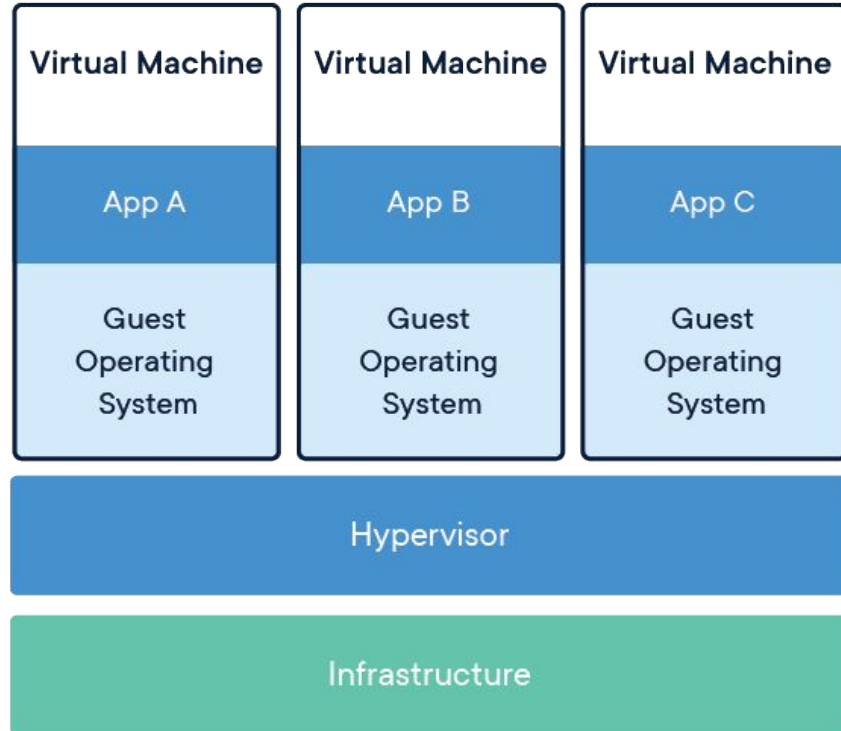 Virtual Machine
App A
Guest
Operating
System
Virtual Machine
App B
Guest
Operating
System
Virtual Machine
App C
Guest
Operating
System
Hypervisor
Infrastructure